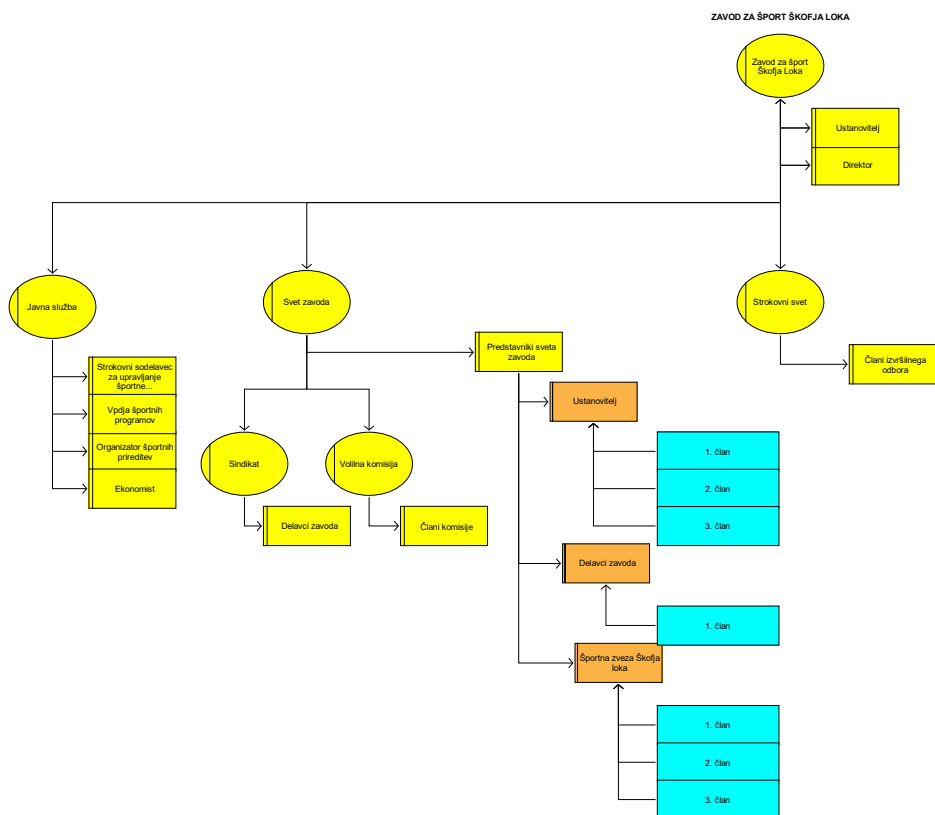 ZAVOD ZA ŠPORT ŠKOFJA LOKA
Zavod za šport
Škofja Loka
Ustanovitelj
Direktor
Javna služba
Svet zavoda
Strokovni svet
Predstavniki sveta
zavoda
Člani izvršilnega
odbora
Strokovni sodelavec
za upravljanje
športne...
Vpdja športnih
programov
Organizator športnih
prireditev
Ekonomist
Ustanovitelj
1. član
2. član
3. član
Sindikat
Volilna komisija
Delavci zavoda
Člani komisije
Delavci zavoda
1. član
Športna zveza Škofja
loka
1. član
2. član
3. član